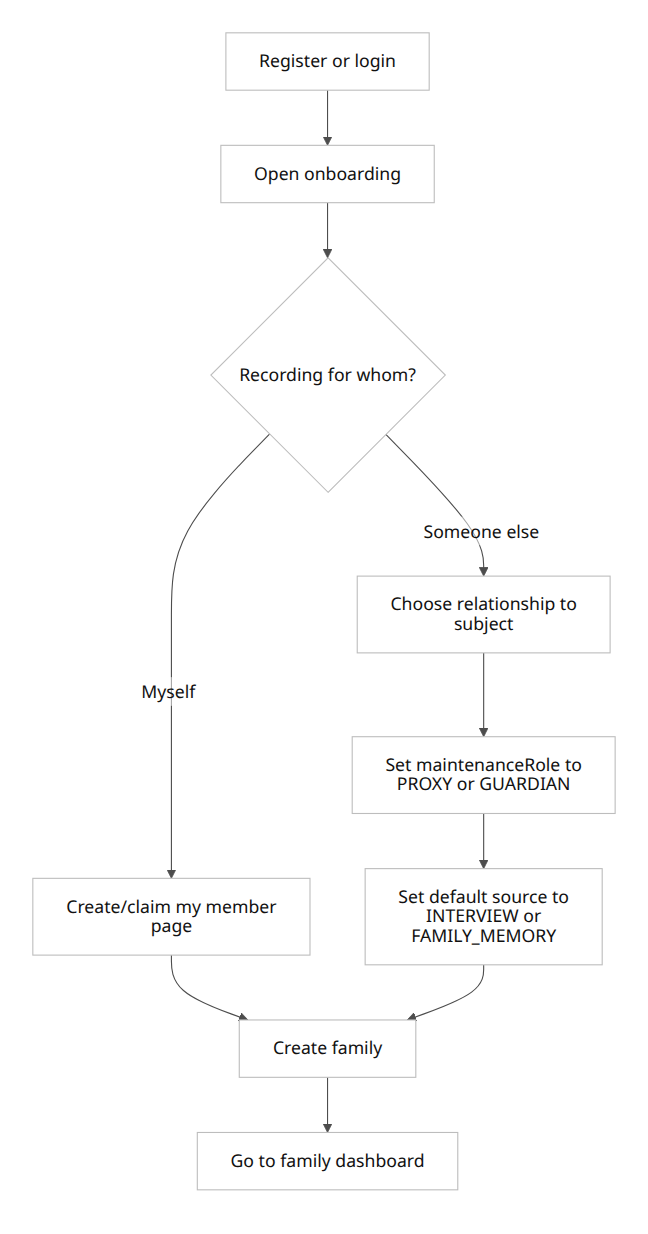 Register or login
Open onboarding
Recording for whom?
Someone else
Choose relationship to
subject
Myself
Set maintenanceRole to
PROXY or GUARDIAN
Create/claim my member
page
Set default source to
INTERVIEW or
FAMILY_MEMORY
Create family
Go to family dashboard